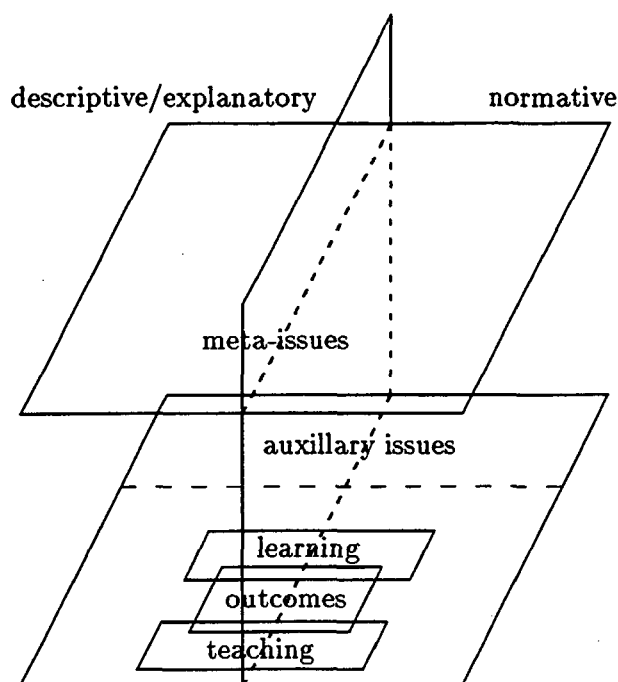 descriptive/explanatory normative
meta-issues
auxillary issues
learning
outcomes
teaching